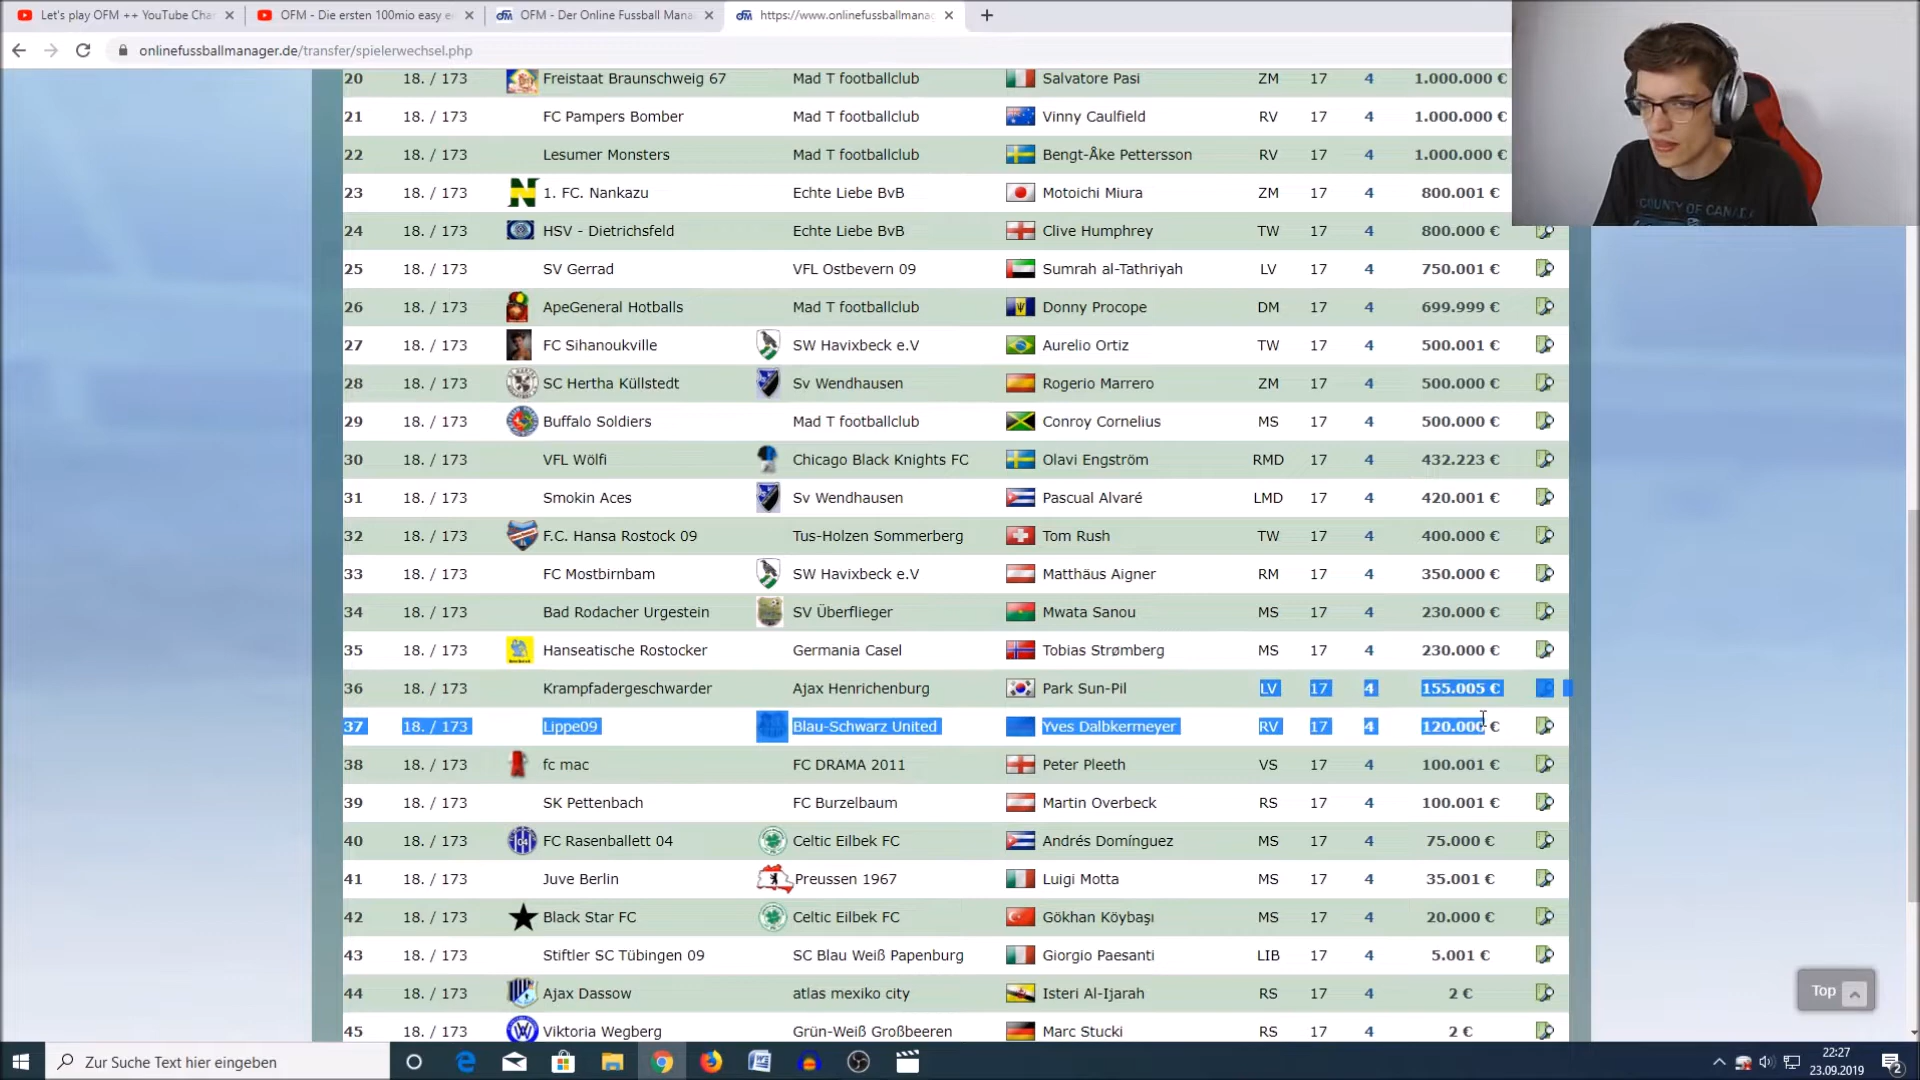 Let's play OFM ++ YouTube Cha
OFM - Die ersten 100mio easy e
OFM - Der Online Fussball Mana
https://www.onlinefussballmanag
onlinefussballmanager.de/transfer/spielerwechsel.php
20 18. / 173 Freistaat Braunschweig 67 Mad T footballclub Salvatore Pasi ZM 17 4 1.000.000 €
21 18. / 173 FC Pampers Bomber Mad T footballclub Vinny Caulfield RV 17 4 1.000.000 €
22 18. / 173 Lesumer Monsters Mad T footballclub Bengt-Åke Pettersson RV 17 4 1.000.000 €
23 18. / 173 1. FC. Nankazu Echte Liebe BvB Motoichi Miura ZM 17 4 800.001 €
24 18. / 173 HSV - Dietrichsfeld Echte Liebe BvB Clive Humphrey TW 17 4 800.000 €
25 18. / 173 SV Gerrad VFL Ostbevern 09 Sumrah al-Tathriyah LV 17 4 750.001 €
26 18. / 173 ApeGeneral Hotballs Mad T footballclub Donny Procope DM 17 4 699.999 €
27 18. / 173 FC Sihanoukville SW Havixbeck e.V Aurelio Ortiz TW 17 4 500.001 €
28 18. / 173 SC Hertha Küllstedt Sv Wendhausen Rogerio Marrero ZM 17 4 500.000 €
29 18. / 173 Buffalo Soldiers Mad T footballclub Conroy Cornelius MS 17 4 500.000 €
30 18. / 173 VFL Wölfi Chicago Black Knights FC Olavi Engström RMD 17 4 432.223 €
31 18. / 173 Smokin Aces Sv Wendhausen Pascual Alvaré LMD 17 4 420.001 €
32 18. / 173 F.C. Hansa Rostock 09 Tus-Holzen Sommerberg Tom Rush TW 17 4 400.000 €
33 18. / 173 FC Mostbirnbam SW Havixbeck e.V Matthäus Aigner RM 17 4 350.000 €
34 18. / 173 Bad Rodacher Urgestein SV Überflieger Mwata Sanou MS 17 4 230.000 €
35 18. / 173 Hanseatische Rostocker Germania Casel Tobias Strømberg MS 17 4 230.000 €
36 18. / 173 Krampfadergeschwarder Ajax Henrichenburg Park Sun-Pil LV 17 4 155.005 €
37 18. / 173 Lippe09 Blau-Schwarz United Yves Dalbkermeyer RV 17 4 120.000 €
38 18. / 173 fc mac FC DRAMA 2011 Peter Pleeth VS 17 4 100.001 €
39 18. / 173 SK Pettenbach FC Burzelbaum Martin Overbeck RS 17 4 100.001 €
40 18. / 173 FC Rasenballett 04 Celtic Eilbek FC Andrés Domínguez MS 17 4 75.000 €
41 18. / 173 Juve Berlin Preussen 1967 Luigi Motta MS 17 4 35.001 €
42 18. / 173 Black Star FC Celtic Eilbek FC Gökhan Köybaşı MS 17 4 20.000 €
43 18. / 173 Stiftler SC Tübingen 09 SC Blau Weiß Papenburg Giorgio Paesanti LIB 17 4 5.001 €
44 18. / 173 Ajax Dassow atlas mexiko city Isteri Al-Ijarah RS 17 4 2 €
45 18. / 173 Viktoria Wegberg Grün-Weiß Großbeeren Marc Stucki RS 17 4 2 €
COUNTY OF CANADA
Top
Zur Suche Text hier eingeben
22:27
23.09.2019
2